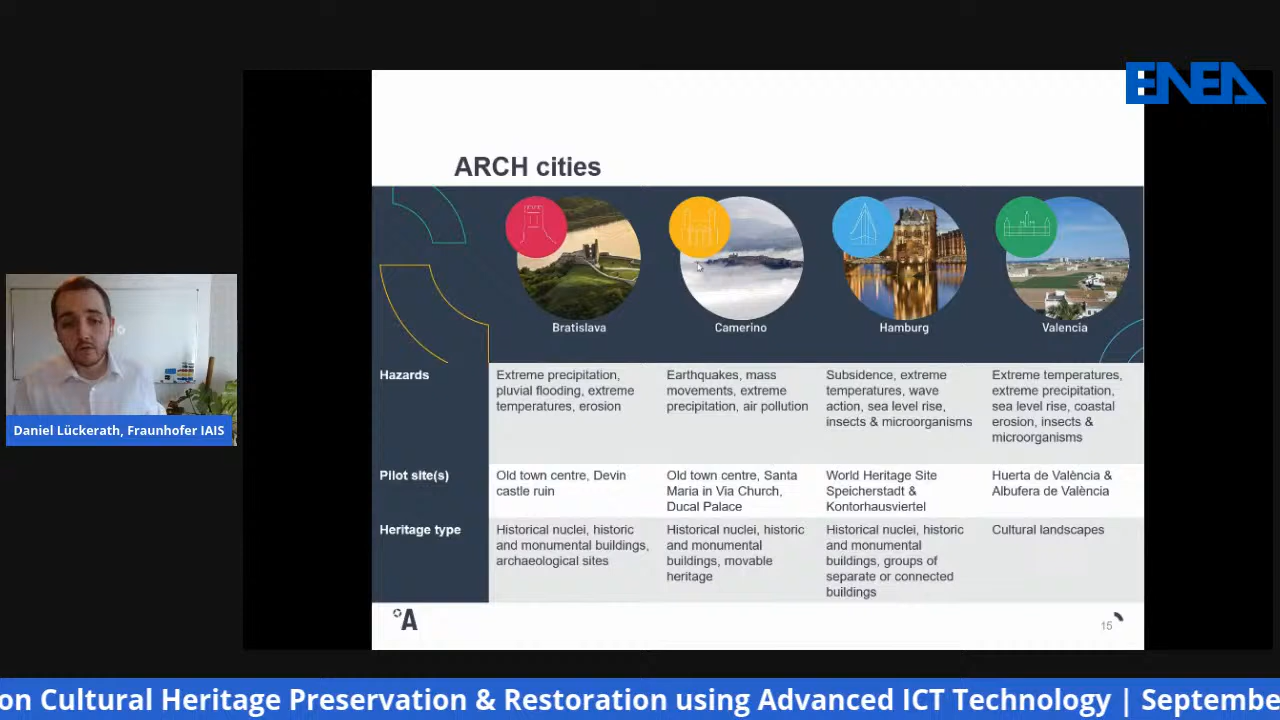 ENEA
ARCH cities
Bratislava
Camerino
Hamburg
Valencia
Hazards
Extreme precipitation,
pluvial flooding, extreme
temperatures, erosion
Earthquakes, mass
movements, extreme
precipitation, air pollution
Subsidence, extreme
temperatures, wave
action, sea level rise,
insects & microorganisms
Extreme temperatures,
extreme precipitation,
sea level rise, coastal
erosion, insects &
microorganisms
Pilot site(s)
Old town centre, Devin
castle ruin
Old town centre, Santa
Maria in Via Church,
Ducal Palace
World Heritage Site
Speicherstadt &
Kontorhausviertel
Huerta de València &
Albufera de València
Heritage type
Historical nuclei, historic
and monumental buildings,
archaeological sites
Historical nuclei, historic
and monumental
buildings, movable
heritage
Historical nuclei, historic
and monumental
buildings, groups of
separate or connected
buildings
Cultural landscapes
A
15
Daniel Lückerath, Fraunhofer IAIS
on Cultural Heritage Preservation & Restoration using Advanced ICT Technology | Septembe